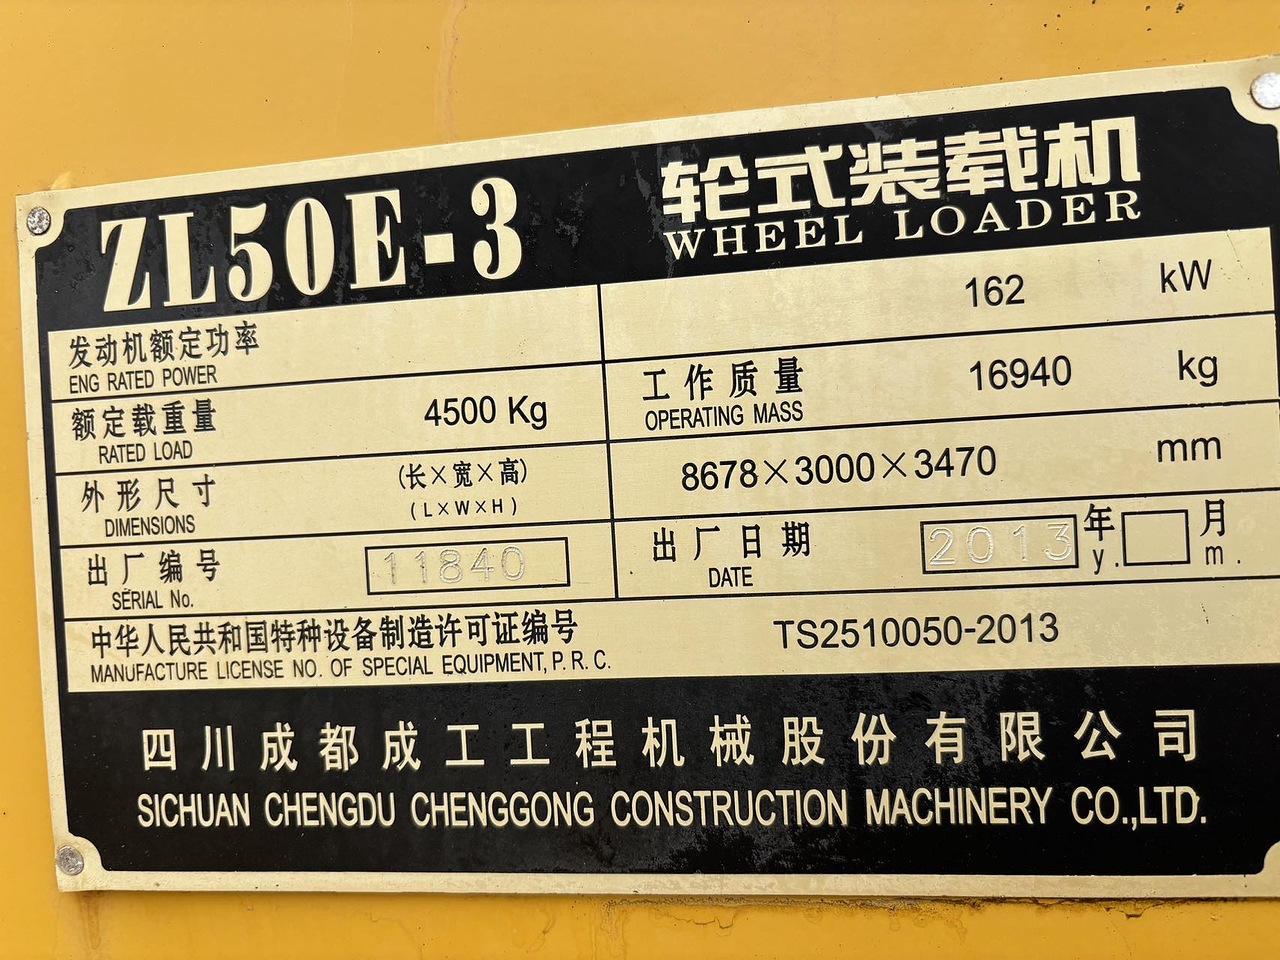 ZL50E-3 轮式装载机
WHEEL LOADER
发动机额定功率 162 kW
ENG RATED POWER
额定载重量 4500 Kg 工作质量 16940 kg
RATED LOAD OPERATING MASS
外形尺寸 (长×宽×高) 8678×3000×3470 mm
DIMENSIONS (L×W×H)
出厂编号 11840 出厂日期 2013 年 月
SERIAL No. DATE y. m.
中华人民共和国特种设备制造许可证编号 TS2510050-2013
MANUFACTURE LICENSE NO. OF SPECIAL EQUIPMENT, P. R. C.
四川成都成工工程机械股份有限公司
SICHUAN CHENGDU CHENGGONG CONSTRUCTION MACHINERY CO.,LTD.